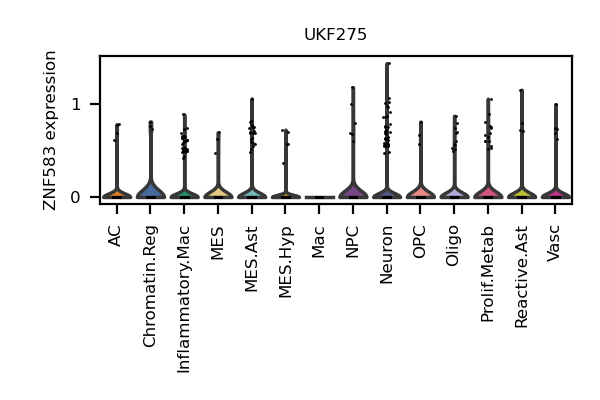 UKF275
ZNF583 expression
1
0
AC
Chromatin.Reg
Inflammatory.Mac
MES
MES.Ast
MES.Hyp
Mac
NPC
Neuron
OPC
Oligo
Prolif.Metab
Reactive.Ast
Vasc